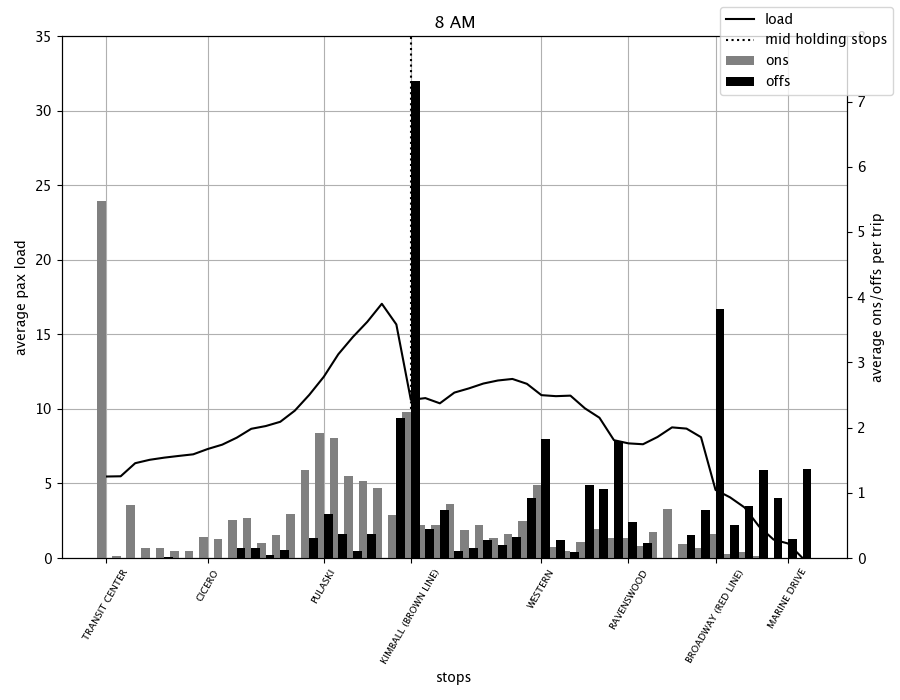 8 AM
load
mid holding stops
ons
offs
35
30
25
20
15
10
5
0
average pax load
8
7
6
5
4
3
2
1
0
average ons/offs per trip
TRANSIT CENTER
CICERO
PULASKI
KIMBALL (BROWN LINE)
WESTERN
RAVENSWOOD
BROADWAY (RED LINE)
MARINE DRIVE
stops